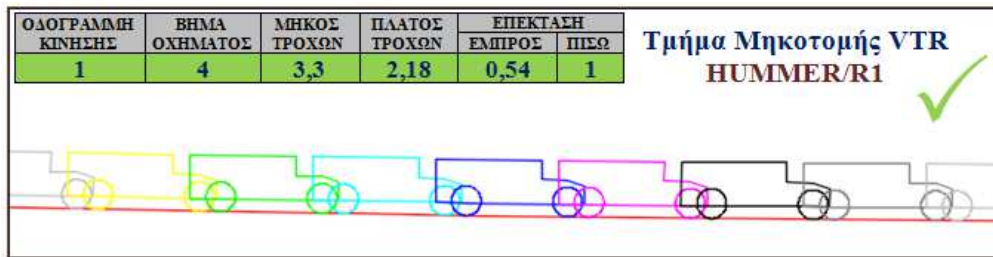 ΟΔΟΓΡΑΜΜΗ ΚΙΝΗΣΗΣ
ΒΗΜΑ ΟΧΗΜΑΤΟΣ
ΜΗΚΟΣ ΤΡΟΧΩΝ
ΠΛΑΤΟΣ ΤΡΟΧΩΝ
ΕΠΕΚΤΑΣΗ
ΕΜΠΡΟΣ ΠΙΣΩ
1 4 3,3 2,18 0,54 1
Τμήμα Μηκοτομής VTR
HUMMER/R1